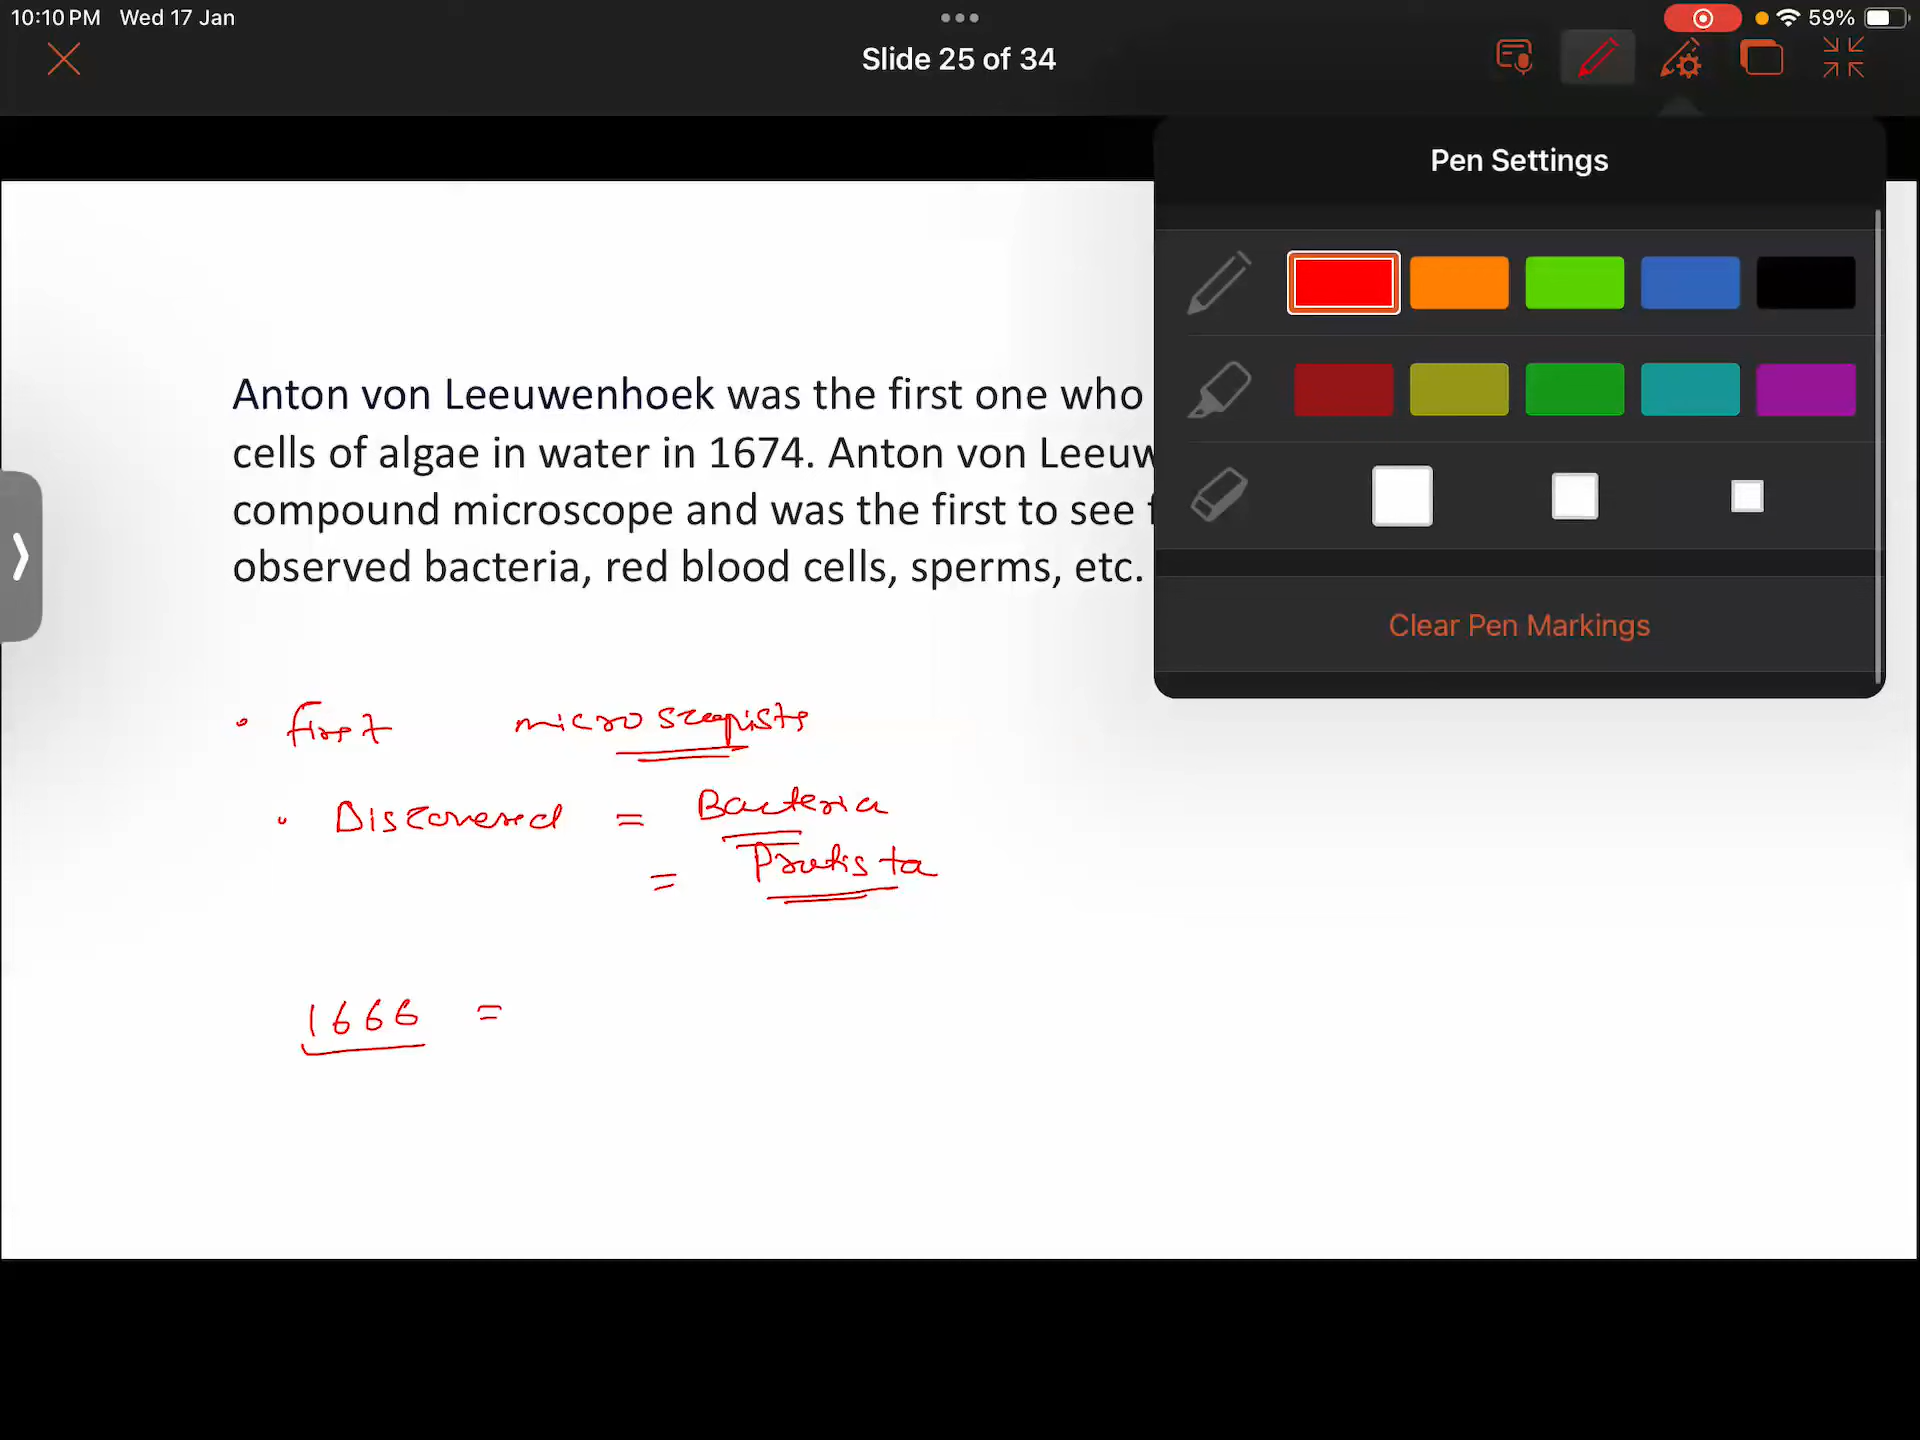 10:10 PM Wed 17 Jan
59%
Slide 25 of 34
Pen Settings
Clear Pen Markings
Anton von Leeuwenhoek was the first one who
cells of algae in water in 1674. Anton von Leeuw
compound microscope and was the first to see
observed bacteria, red blood cells, sperms, etc.
• first microscopists
• Discovered = Bacteria
= Protista
1666 =